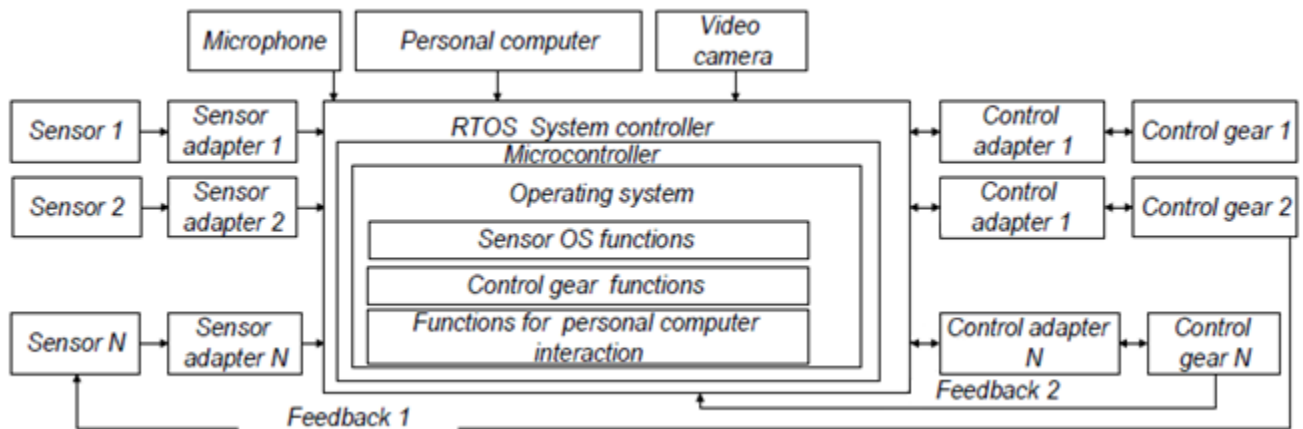 Microphone
Personal computer
Video
camera
Sensor 1
Sensor
adapter 1
RTOS System controller
Control
adapter 1
Control gear 1
Microcontroller
Sensor 2
Sensor
adapter 2
Operating system
Control
adapter 1
Control gear 2
Sensor OS functions
Control gear functions
Sensor N
Sensor
adapter N
Functions for personal computer
interaction
Control adapter
N
Control
gear N
Feedback 2
Feedback 1